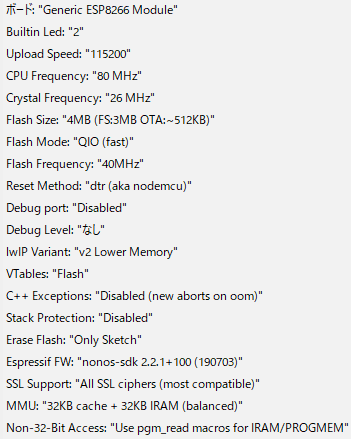 ボード: "Generic ESP8266 Module"
Builtin Led: "2"
Upload Speed: "115200"
CPU Frequency: "80 MHz"
Crystal Frequency: "26 MHz"
Flash Size: "4MB (FS:3MB OTA:~512KB)"
Flash Mode: "QIO (fast)"
Flash Frequency: "40MHz"
Reset Method: "dtr (aka nodemcu)"
Debug port: "Disabled"
Debug Level: "なし"
lwIP Variant: "v2 Lower Memory"
VTables: "Flash"
C++ Exceptions: "Disabled (new aborts on oom)"
Stack Protection: "Disabled"
Erase Flash: "Only Sketch"
Espressif FW: "nonos-sdk 2.2.1+100 (190703)"
SSL Support: "All SSL ciphers (most compatible)"
MMU: "32KB cache + 32KB IRAM (balanced)"
Non-32-Bit Access: "Use pgm_read macros for IRAM/PROGMEM"